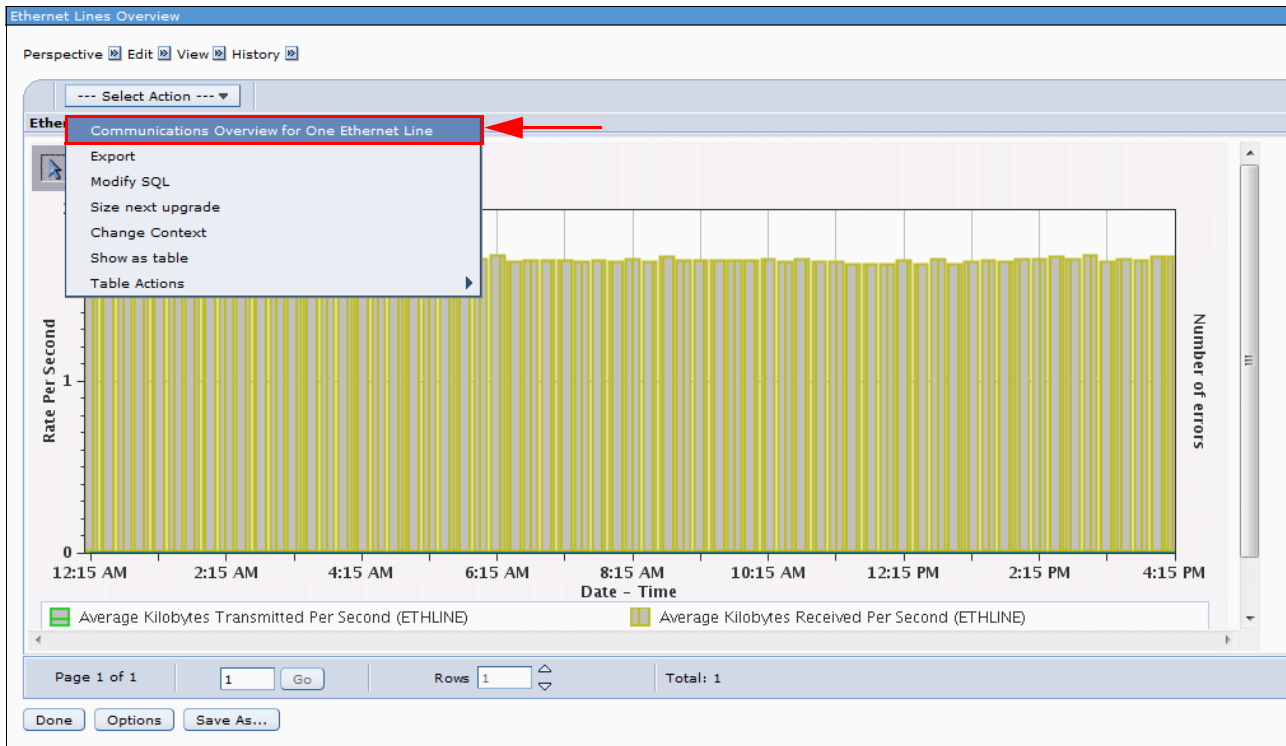 Ethernet Lines Overview
Perspective Edit View History
--- Select Action ---
Ether
Communications Overview for One Ethernet Line
Export
Modify SQL
Size next upgrade
Change Context
Show as table
Table Actions
Rate Per Second
1
0
Number of errors
12:15 AM 2:15 AM 4:15 AM 6:15 AM 8:15 AM 10:15 AM 12:15 PM 2:15 PM 4:15 PM
Date - Time
Average Kilobytes Transmitted Per Second (ETHLINE) Average Kilobytes Received Per Second (ETHLINE)
Page 1 of 1 1 Go Rows 1 Total: 1
Done Options Save As...